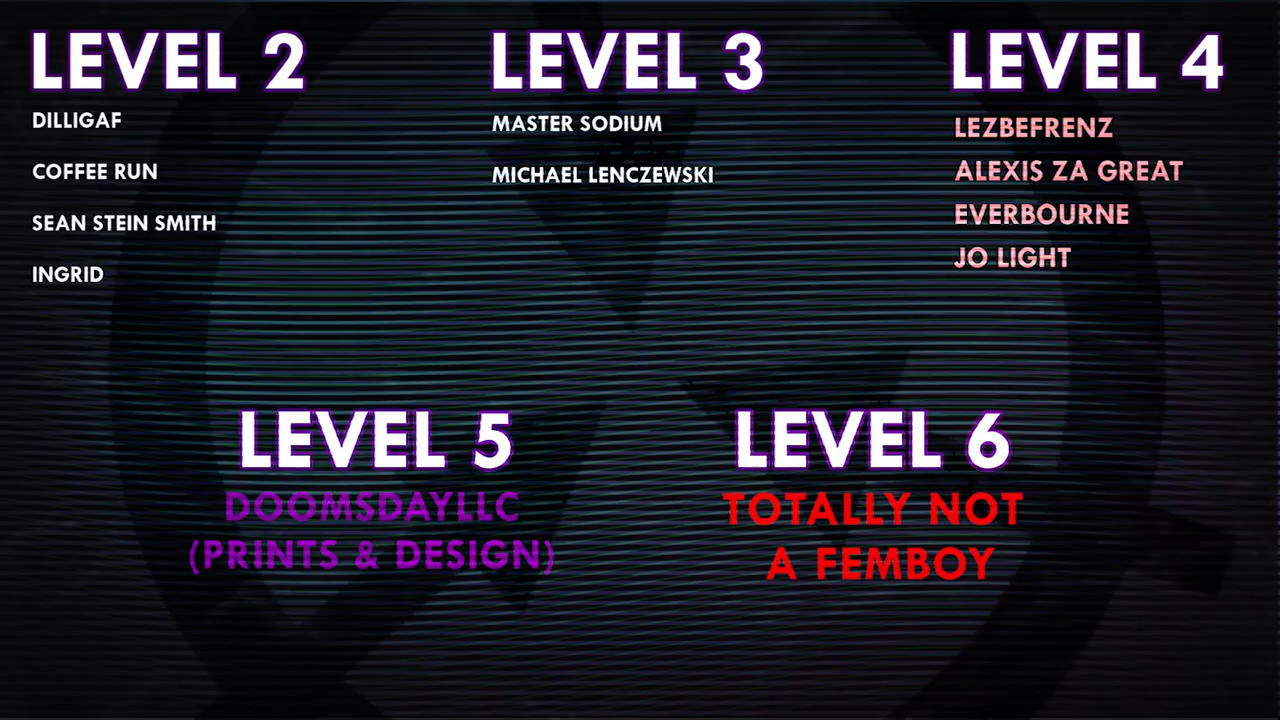 LEVEL 2
DILLIGAF
COFFEE RUN
SEAN STEIN SMITH
INGRID
LEVEL 3
MASTER SODIUM
MICHAEL LENCZEWSKI
LEVEL 4
LEZBEFRENZ
ALEXIS ZA GREAT
EVERBOURNE
JO LIGHT
LEVEL 5
DOOMSDAYLLC
(PRINTS & DESIGN)
LEVEL 6
TOTALLY NOT
A FEMBOY